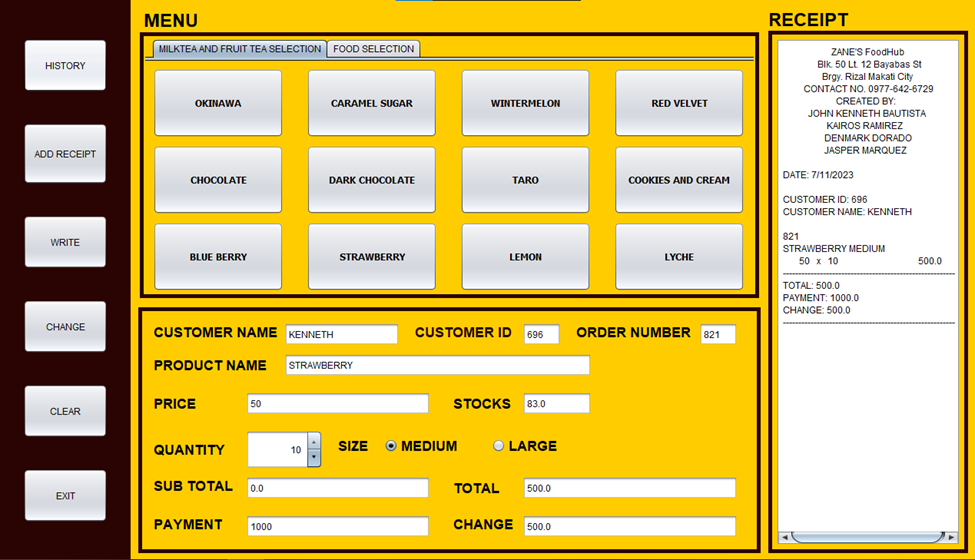 MENU
RECEIPT
HISTORY
ADD RECEIPT
WRITE
CHANGE
CLEAR
EXIT
MILKTEA AND FRUIT TEA SELECTION FOOD SELECTION
OKINAWA CARAMEL SUGAR WINTERMELON RED VELVET
CHOCOLATE DARK CHOCOLATE TARO COOKIES AND CREAM
BLUE BERRY STRAWBERRY LEMON LYCHE
CUSTOMER NAME KENNETH CUSTOMER ID 696 ORDER NUMBER 821
PRODUCT NAME STRAWBERRY
PRICE 50 STOCKS 83.0
QUANTITY 10 SIZE MEDIUM LARGE
SUB TOTAL 0.0 TOTAL 500.0
PAYMENT 1000 CHANGE 500.0
ZANE'S FoodHub
Blk. 50 Lt. 12 Bayabas St
Brgy. Rizal Makati City
CONTACT NO. 0977-642-6729
CREATED BY:
JOHN KENNETH BAUTISTA
KAIROS RAMIREZ
DENMARK DORADO
JASPER MARQUEZ
DATE: 7/11/2023
CUSTOMER ID: 696
CUSTOMER NAME: KENNETH
821
STRAWBERRY MEDIUM
50 x 10 500.0
TOTAL: 500.0
PAYMENT: 1000.0
CHANGE: 500.0